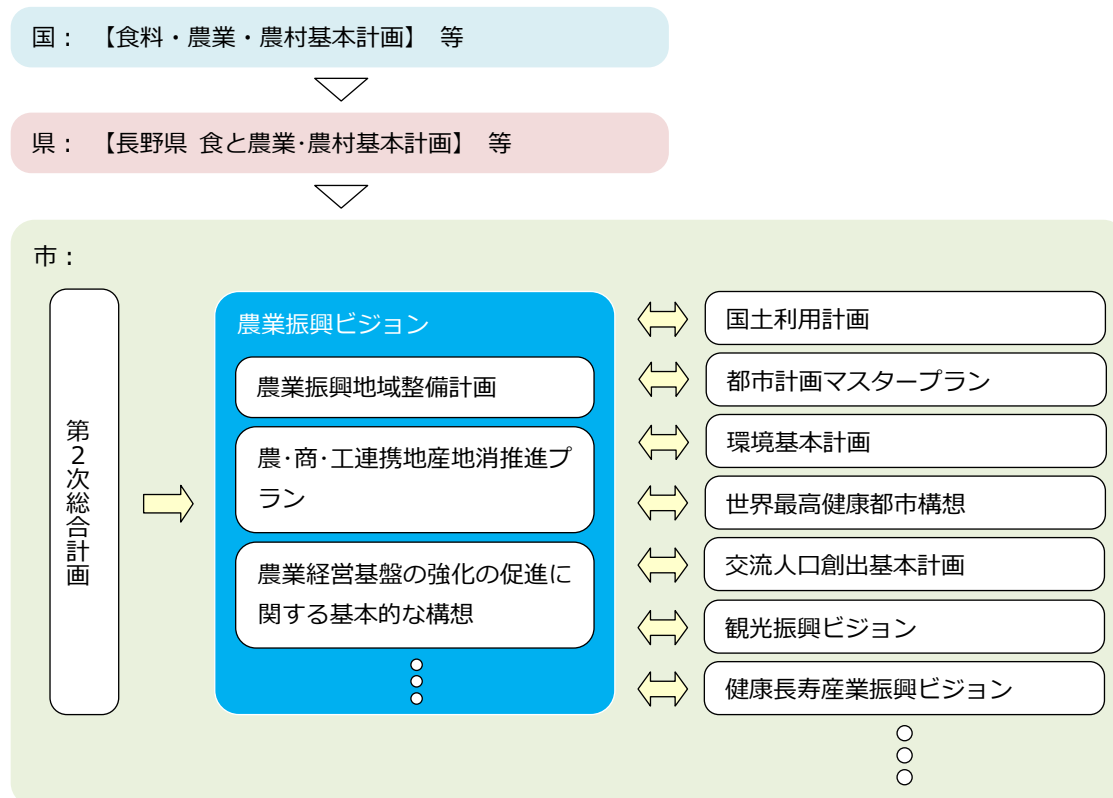 国： 【食料・農業・農村基本計画】 等
県： 【長野県 食と農業･農村基本計画】 等
市：
第2次総合計画
農業振興ビジョン
農業振興地域整備計画
農･商･工連携地産地消推進プ
ラン
農業経営基盤の強化の促進に
関する基本的な構想
国土利用計画
都市計画マスタープラン
環境基本計画
世界最高健康都市構想
交流人口創出基本計画
観光振興ビジョン
健康長寿産業振興ビジョン